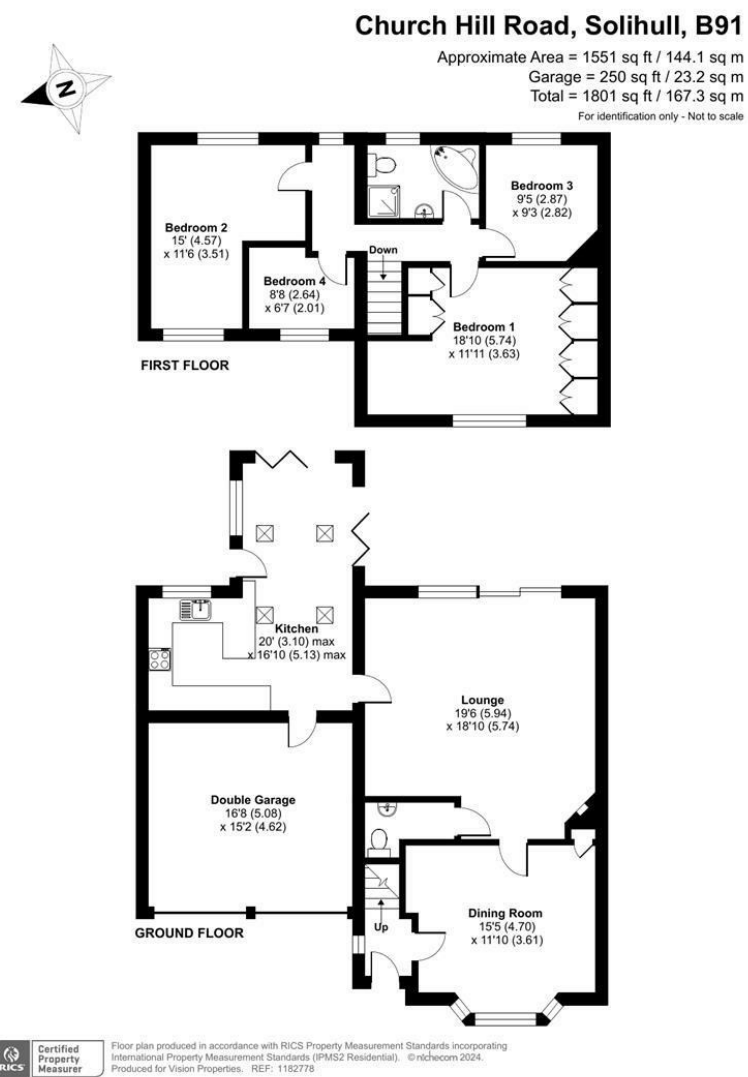 Church Hill Road, Solihull, B91
Approximate Area = 1551 sq ft / 144.1 sq m
Garage = 250 sq ft / 23.2 sq m
Total = 1801 sq ft / 167.3 sq m
For identification only - Not to scale
N
Bedroom 2
15' (4.57)
x 11'6 (3.51)
Bedroom 4
8'8 (2.64)
x 6'7 (2.01)
Down
Bedroom 3
9'5 (2.87)
x 9'3 (2.82)
Bedroom 1
18'10 (5.74)
x 11'11 (3.63)
FIRST FLOOR
Kitchen
20' (3.10) max
x 16'10 (5.13) max
Lounge
19'6 (5.94)
x 18'10 (5.74)
Double Garage
16'8 (5.08)
x 15'2 (4.62)
Up
Dining Room
15'5 (4.70)
x 11'10 (3.61)
GROUND FLOOR
RICS
Certified
Property
Measurer
Floor plan produced in accordance with RICS Property Measurement Standards incorporating
International Property Measurement Standards (IPMS2 Residential). © nichecom 2024.
Produced for Vision Properties. REF: 1182778